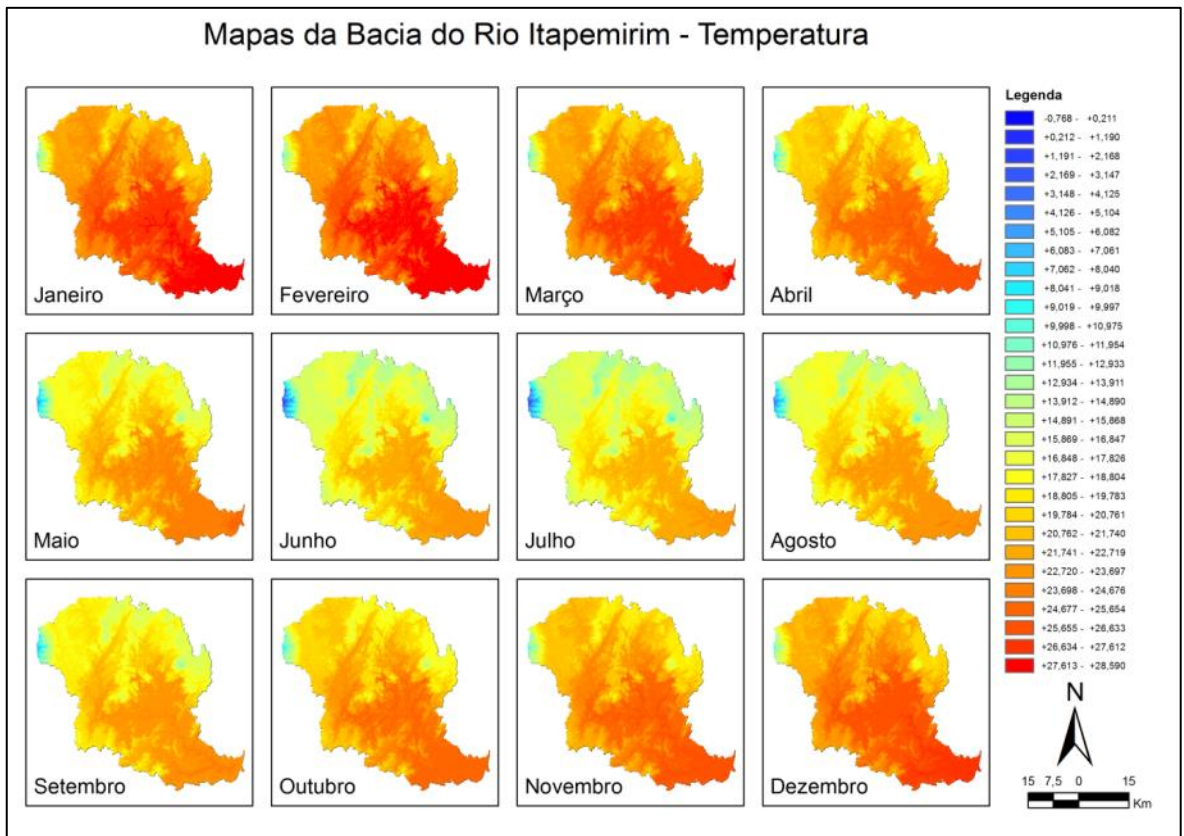 Mapas da Bacia do Rio Itapemirim - Temperatura
Janeiro
Fevereiro
Março
Abril
Maio
Junho
Julho
Agosto
Setembro
Outubro
Novembro
Dezembro
Legenda
-0,768 - +0,211
+0,212 - +1,190
+1,191 - +2,168
+2,169 - +3,147
+3,148 - +4,125
+4,126 - +5,104
+5,105 - +6,082
+6,083 - +7,061
+7,062 - +8,040
+8,041 - +9,018
+9,019 - +9,997
+9,998 - +10,975
+10,976 - +11,954
+11,955 - +12,933
+12,934 - +13,911
+13,912 - +14,890
+14,891 - +15,868
+15,869 - +16,847
+16,848 - +17,826
+17,827 - +18,804
+18,805 - +19,783
+19,784 - +20,761
+20,762 - +21,740
+21,741 - +22,719
+22,720 - +23,697
+23,698 - +24,676
+24,677 - +25,654
+25,655 - +26,633
+26,634 - +27,612
+27,613 - +28,590
N
15 7,5 0 15
Km